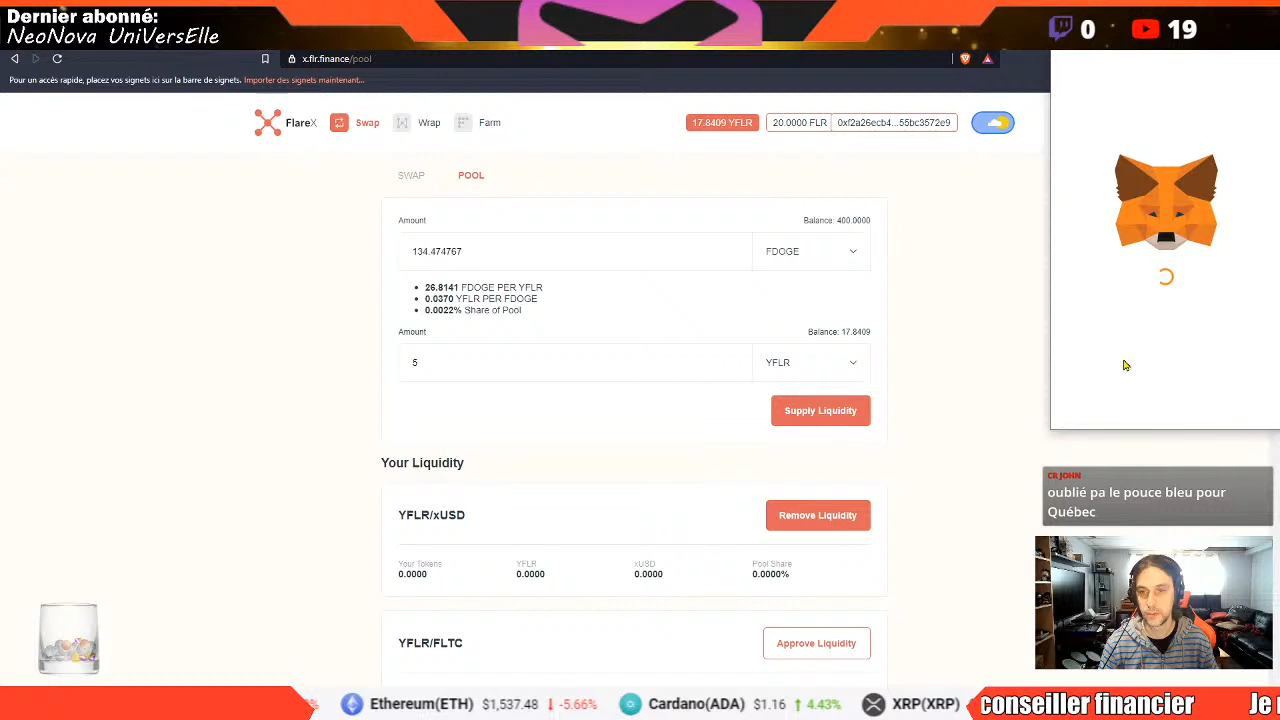 Dernier abonné:
NeoNova UniVersElle
0
19
x.flr.finance/pool
Pour un accès rapide, placez vos signets ici sur la barre de signets. Importer des signets maintenant...
FlareX
Swap
Wrap
Farm
17.8409 YFLR
20.0000 FLR
0xf2a26ecb4...55bc3572e9
SWAP
POOL
Amount
Balance: 400.0000
134.474767
FDOGE
26.8141 FDOGE PER YFLR
0.0370 YFLR PER FDOGE
0.0022% Share of Pool
Amount
Balance: 17.8409
5
YFLR
Supply Liquidity
Your Liquidity
CR JOHN
oublié pa le pouce bleu pour
Québec
YFLR/xUSD
Remove Liquidity
Your Tokens
YFLR
xUSD
Pool Share
0.0000
0.0000
0.0000
0.0000%
YFLR/FLTC
Approve Liquidity
Ethereum(ETH) $1,537.48 -5.66%
Cardano(ADA) $1.16 4.43%
XRP(XRP)
conseiller financier
Je